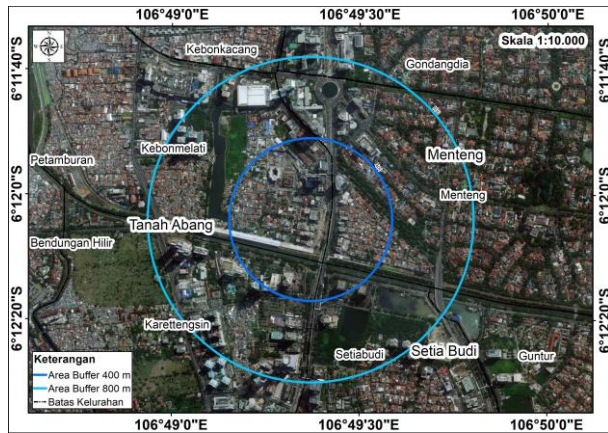 106°49'0"E 106°49'30"E 106°50'0"E
Skala 1:10.000
Kebonkacang
Gondangdia
6°11'40"S 6°11'40"S
Kebonmelati
Menteng
Petamburan
Menteng
6°12'0"S 6°12'0"S
Tanah Abang
Bendungan Hilir
6°12'20"S 6°12'20"S
Karettengsin
Setiabudi
Setia Budi
Guntur
Keterangan
Area Buffer 400 m
Area Buffer 800 m
Batas Kelurahan
106°49'0"E 106°49'30"E 106°50'0"E